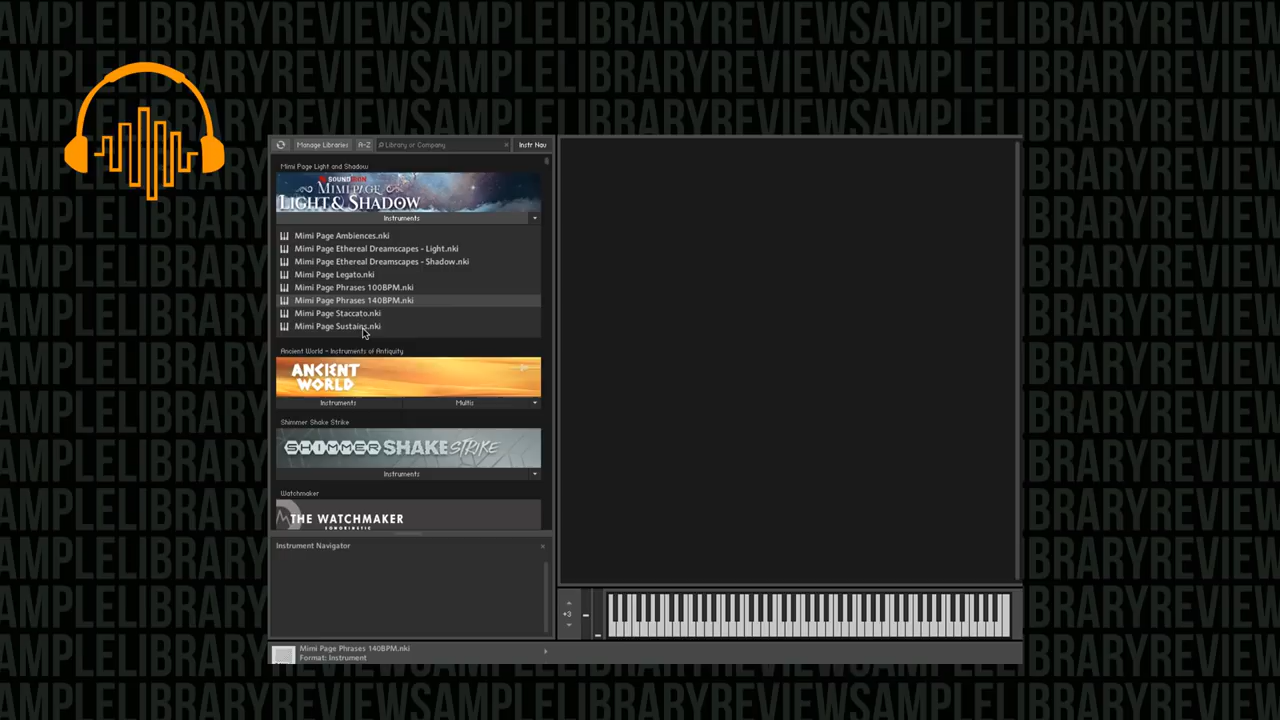 SAMPLELIBRARYREVIEWSAMPLELIBRARYREVIEWSAMPLELIBRARYREVIEW
Manage Libraries A-Z Library or Company × Instr Nav
Mimi Page Light and Shadow
SOUNDIRON
MIMI PAGE
LIGHT & SHADOW
Instruments
Mimi Page Ambiences.nki
Mimi Page Ethereal Dreamscapes - Light.nki
Mimi Page Ethereal Dreamscapes - Shadow.nki
Mimi Page Legato.nki
Mimi Page Phrases 100BPM.nki
Mimi Page Phrases 140BPM.nki
Mimi Page Staccato.nki
Mimi Page Sustains.nki
Ancient World - Instruments of Antiquity
ANCIENT
WORLD
Instruments Multis
Shimmer Shake Strike
SHIMMER SHAKE STRIKE
Instruments
Watchmaker
THE WATCHMAKER
SONOKINETIC
Instrument Navigator ×
+3
Mimi Page Phrases 140BPM.nki
Format: Instrument